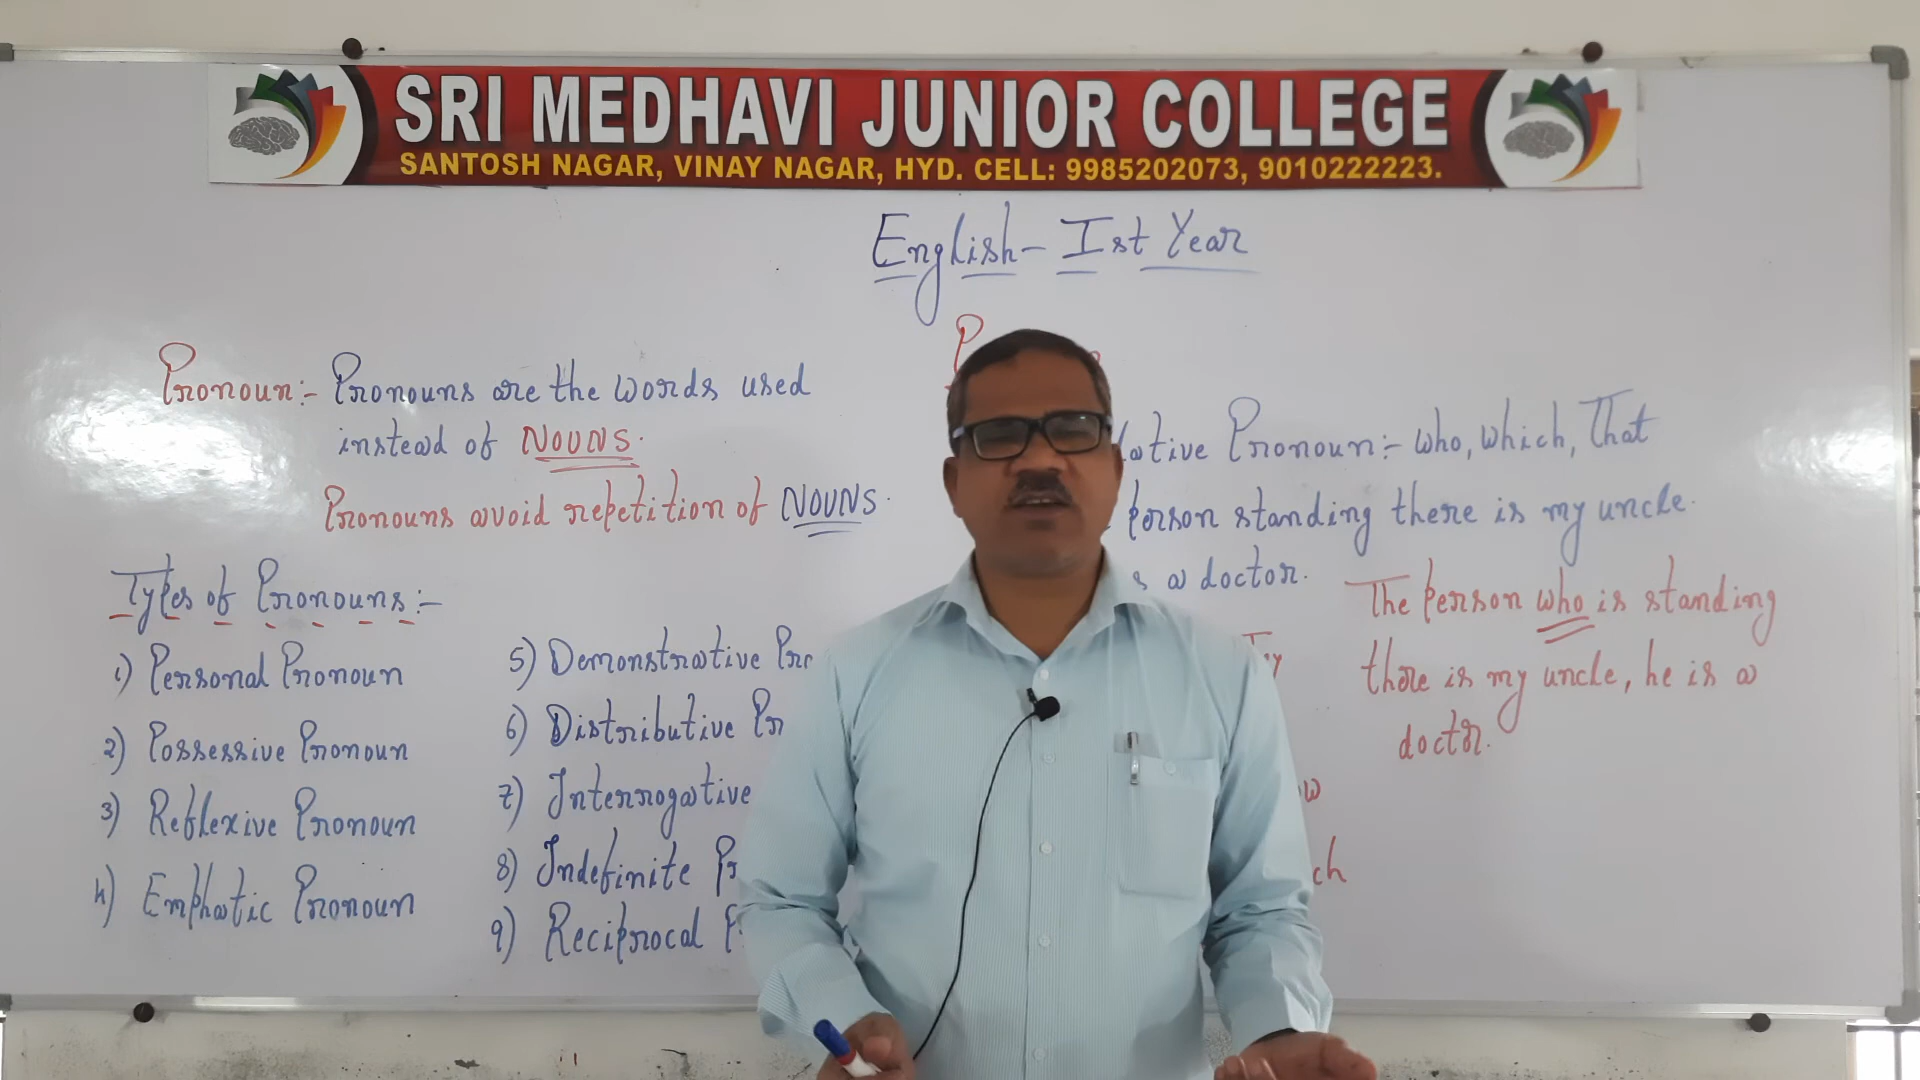 SRI MEDHAVI JUNIOR COLLEGE
SANTOSH NAGAR, VINAY NAGAR, HYD. CELL: 9985202073, 9010222223.
English - Ist Year
Pronoun:- Pronouns are the words used
instead of NOUNS.
Pronouns avoid repetition of NOUNS.
Types of Pronouns:-
1) Personal Pronoun
2) Possessive Pronoun
3) Reflexive Pronoun
4) Emphatic Pronoun
5) Demonstrative
6) Distributive
7) Interrogative
8) Indefinite
9) Reciprocal
Pronoun:- who, which, That
person standing there is my uncle.
a doctor.
The person who is standing
there is my uncle, he is a
doctor.